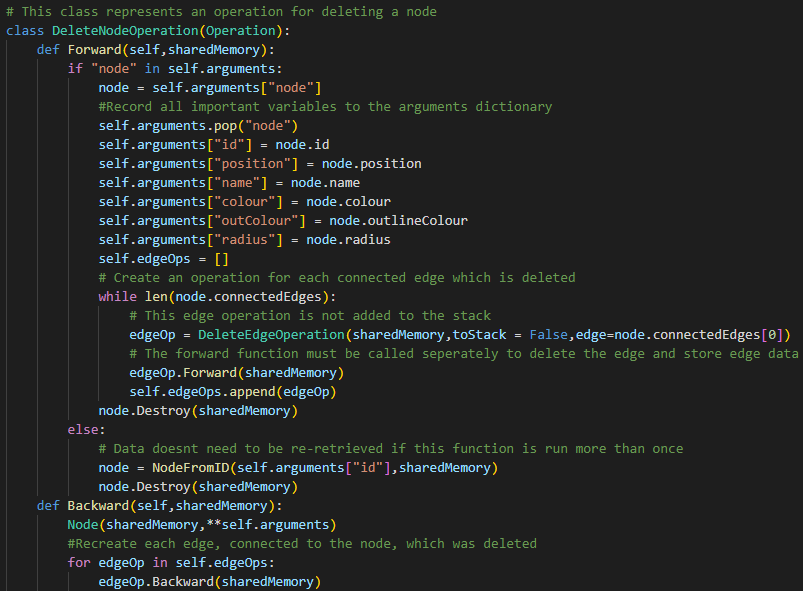 # This class represents an operation for deleting a node
class DeleteNodeOperation(Operation):
    def Forward(self,sharedMemory):
        if "node" in self.arguments:
            node = self.arguments["node"]
            #Record all important variables to the arguments dictionary
            self.arguments.pop("node")
            self.arguments["id"] = node.id
            self.arguments["position"] = node.position
            self.arguments["name"] = node.name
            self.arguments["colour"] = node.colour
            self.arguments["outColour"] = node.outlineColour
            self.arguments["radius"] = node.radius
            self.edgeOps = []
            # Create an operation for each connected edge which is deleted
            while len(node.connectedEdges):
                # This edge operation is not added to the stack
                edgeOp = DeleteEdgeOperation(sharedMemory,toStack = False,edge=node.connectedEdges[0])
                # The forward function must be called seperately to delete the edge and store edge data
                edgeOp.Forward(sharedMemory)
                self.edgeOps.append(edgeOp)
            node.Destroy(sharedMemory)
        else:
            # Data doesnt need to be re-retrieved if this function is run more than once
            node = NodeFromID(self.arguments["id"],sharedMemory)
            node.Destroy(sharedMemory)
    def Backward(self,sharedMemory):
        Node(sharedMemory,**self.arguments)
        #Recreate each edge, connected to the node, which was deleted
        for edgeOp in self.edgeOps:
            edgeOp.Backward(sharedMemory)